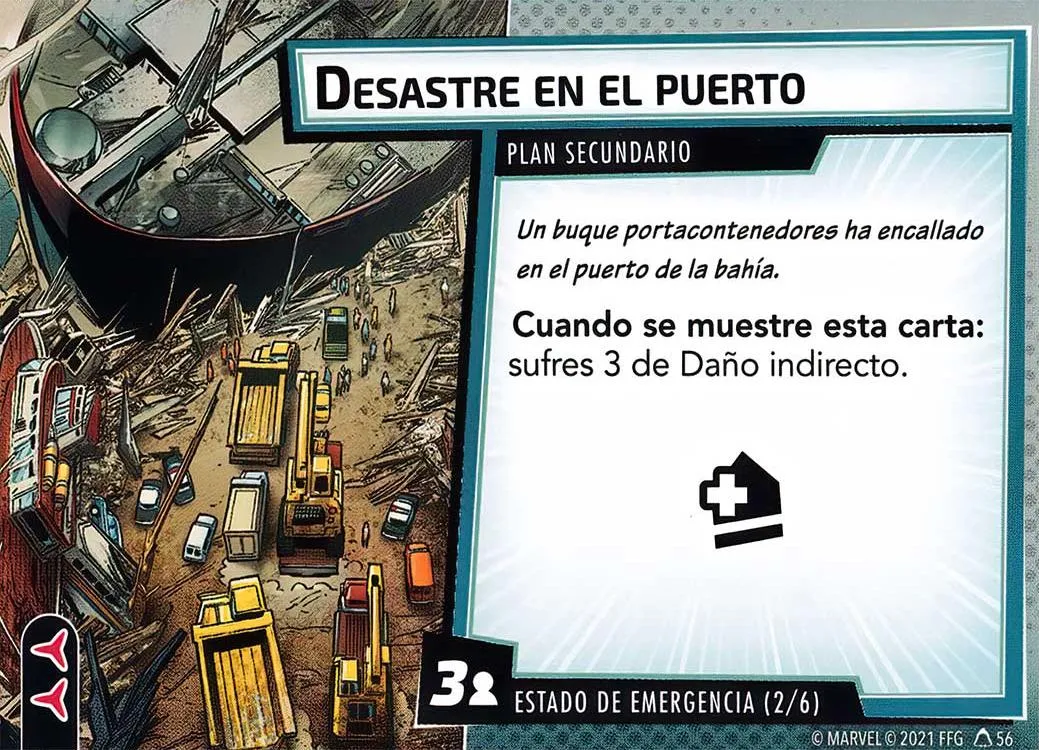 DESASTRE EN EL PUERTO
PLAN SECUNDARIO
Un buque portacontenedores ha encallado
en el puerto de la bahía.
Cuando se muestre esta carta:
sufres 3 de Daño indirecto.
3
ESTADO DE EMERGENCIA (2/6)
© MARVEL © 2021 FFG 56